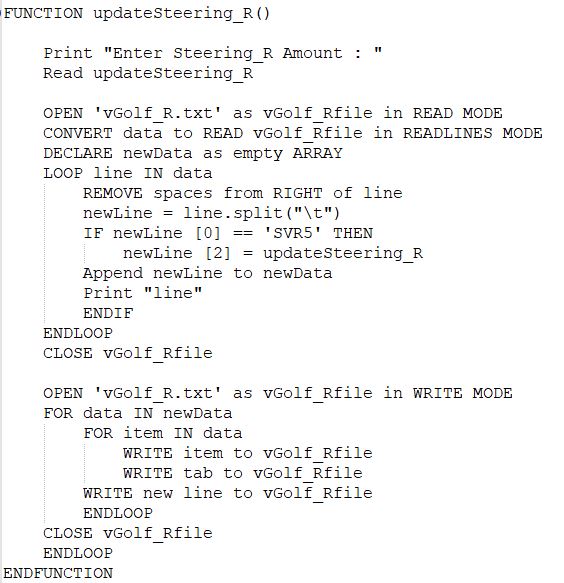 FUNCTION updateSteering_R()
Print "Enter Steering_R Amount : "
Read updateSteering_R
OPEN 'vGolf_R.txt' as vGolf_Rfile in READ MODE
CONVERT data to READ vGolf_Rfile in READLINES MODE
DECLARE newData as empty ARRAY
LOOP line IN data
REMOVE spaces from RIGHT of line
newLine = line.split("\t")
IF newLine [0] == 'SVR5' THEN
newLine [2] = updateSteering_R
Append newLine to newData
Print "line"
ENDIF
ENDLOOP
CLOSE vGolf_Rfile
OPEN 'vGolf_R.txt' as vGolf_Rfile in WRITE MODE
FOR data IN newData
FOR item IN data
WRITE item to vGolf_Rfile
WRITE tab to vGolf_Rfile
WRITE new line to vGolf_Rfile
ENDLOOP
CLOSE vGolf_Rfile
ENDLOOP
ENDFUNCTION